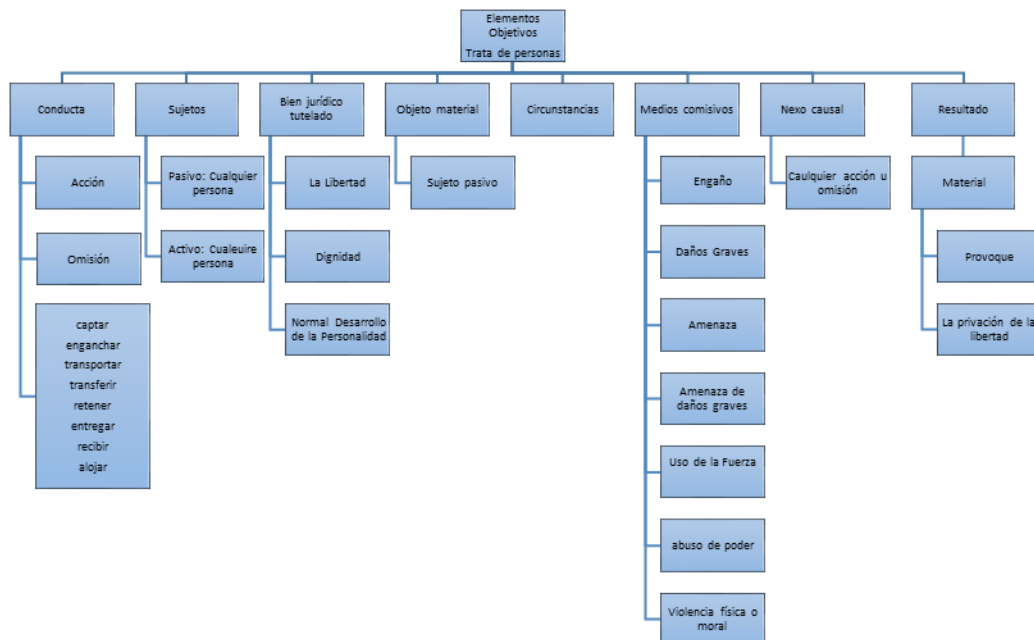 Elementos
Objetivos
Trata de personas
Conducta
Acción
Omisión
captar
enganchar
transportar
transferir
retener
entregar
recibir
alojar
Sujetos
Pasivo: Cualquier
persona
Activo: Cualeuire
persona
Bien jurídico
tutelado
La Libertad
Dignidad
Normal Desarrollo
de la Personalidad
Objeto material
Sujeto pasivo
Circunstancias
Medios comisivos
Engaño
Daños Graves
Amenaza
Amenaza de
daños graves
Uso de la Fuerza
abuso de poder
Violencia física o
moral
Nexo causal
Caulquier acción u
omisión
Resultado
Material
Provoque
La privación de la
libertad